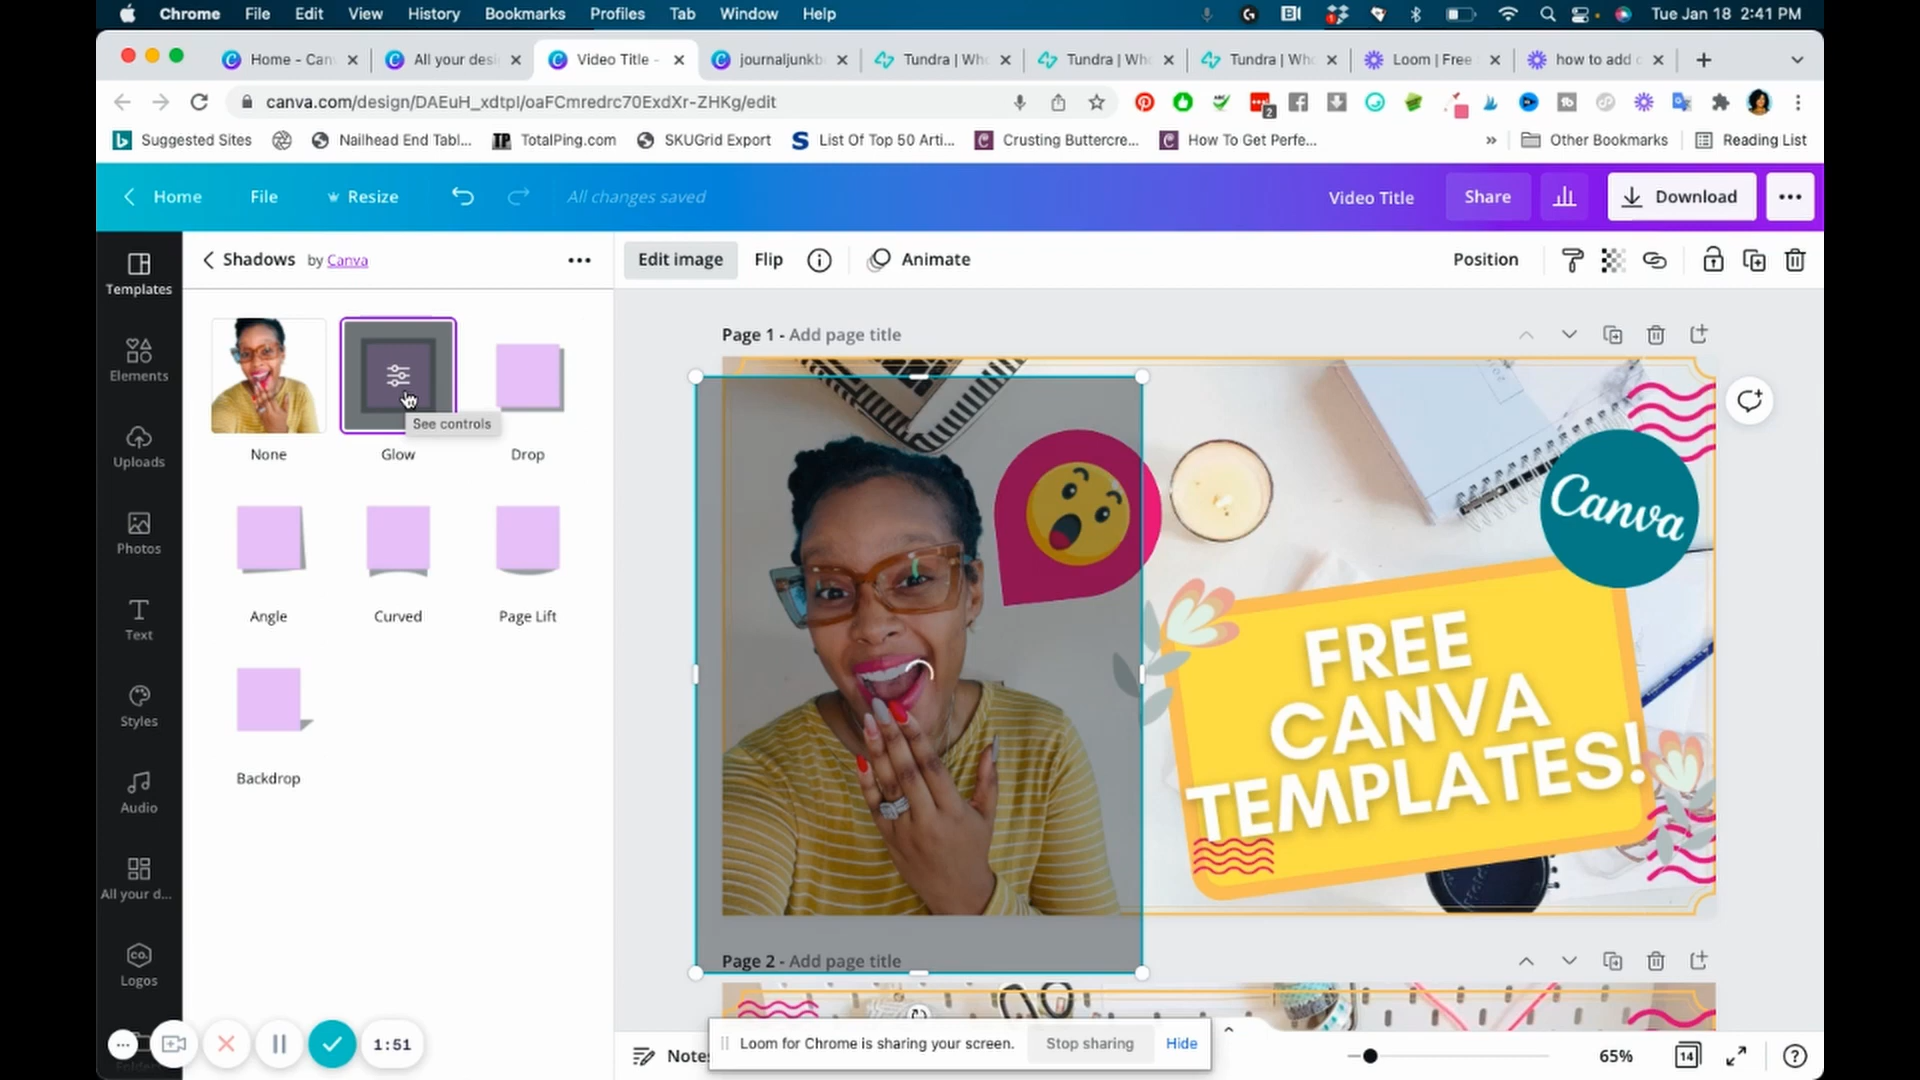 Chrome File Edit View History Bookmarks Profiles Tab Window Help Tue Jan 18 2:41 PM
Home - Can All your desi Video Title - journaljunkb Tundra | Who Tundra | Who Tundra | Who Loom | Free how to add c
canva.com/design/DAEuH_xdtpI/oaFCmredrc70ExdXr-ZHKg/edit
2
Suggested Sites Nailhead End Tabl... TotalPing.com SKUGrid Export List Of Top 50 Arti... Crusting Buttercre... How To Get Perfe... » Other Bookmarks Reading List
Home File Resize All changes saved Video Title Share Download
Templates
Shadows by Canva
Edit image Flip Animate Position
Page 1 - Add page title
Elements
See controls
None Glow Drop
Uploads
Canva
Photos
Angle Curved Page Lift
Text
FREE
CANVA
TEMPLATES!
Styles
Backdrop
Audio
All your d...
CO.
Logos
Page 2 - Add page title
1:51
Loom for Chrome is sharing your screen. Stop sharing Hide
Notes
65%
14